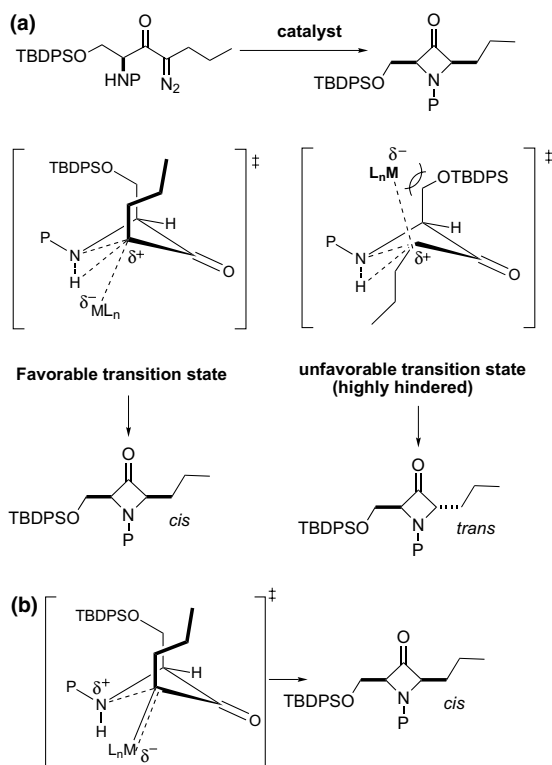 (a)
O
catalyst
O
TBDPSO
HNP
N2
TBDPSO
N
P
‡
‡
TBDPSO
H
P
N
H
δ+
O
δ−
MLn
δ−
LnM
OTBDPS
H
P
N
H
δ+
O
Favorable transition state
unfavorable transition state
(highly hindered)
O
TBDPSO
N
P
cis
O
TBDPSO
N
P
trans
(b)
‡
TBDPSO
H
P
δ+
N
H
O
LnM
δ−
O
TBDPSO
N
P
cis